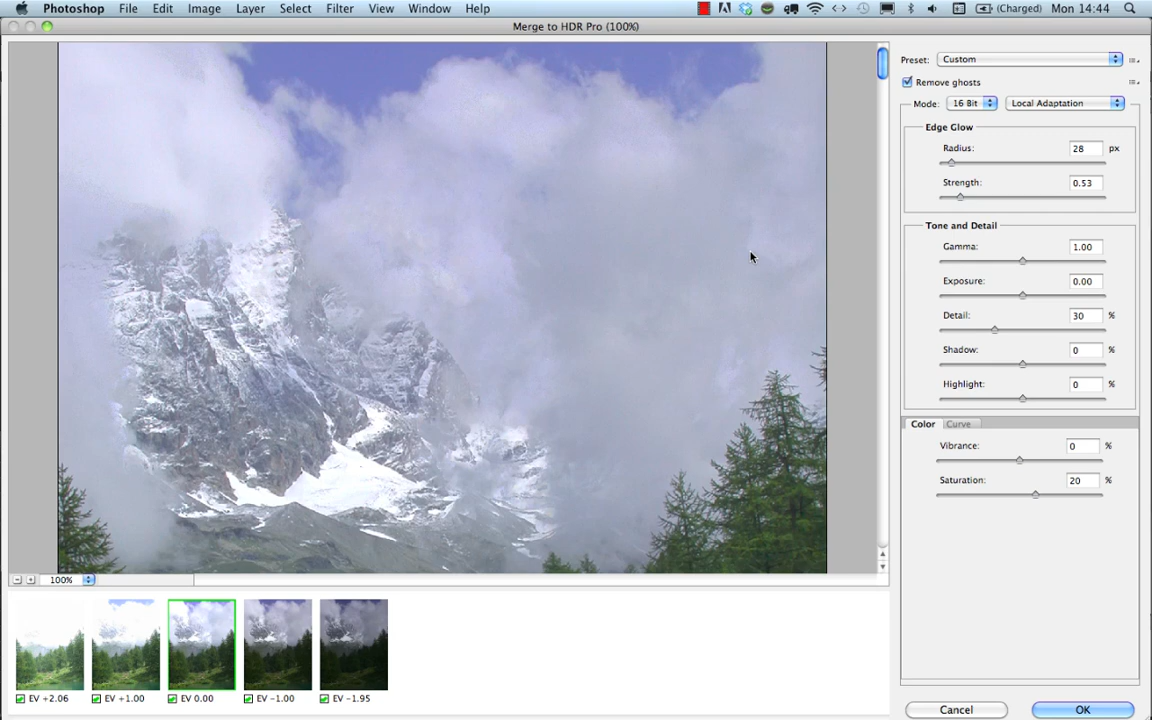 Photoshop File Edit Image Layer Select Filter View Window Help (Charged) Mon 14:44
Merge to HDR Pro (100%)
Preset: Custom
Remove ghosts
Mode: 16 Bit Local Adaptation
Edge Glow
Radius: 28 px
Strength: 0.53
Tone and Detail
Gamma: 1.00
Exposure: 0.00
Detail: 30 %
Shadow: 0 %
Highlight: 0 %
Color Curve
Vibrance: 0 %
Saturation: 20 %
100%
EV +2.06 EV +1.00 EV 0.00 EV -1.00 EV -1.95
Cancel OK